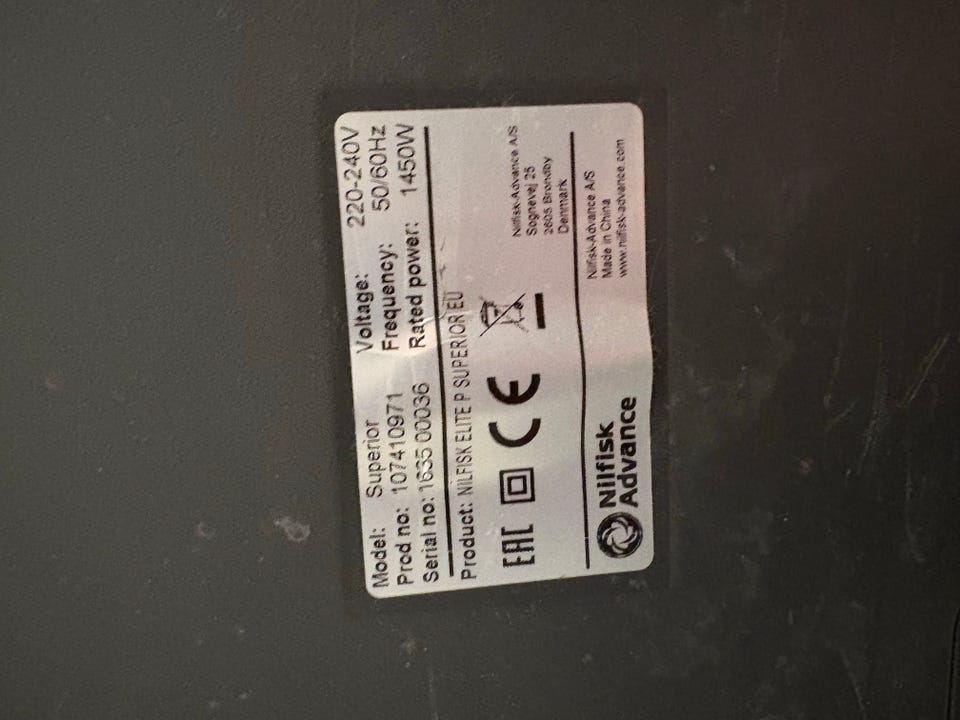 Model: Superior Voltage: 220-240V
Prod no: 107410971 Frequency: 50/60Hz
Serial no: 1635 00036 Rated power: 1450W
Product: NILFISK ELITE P SUPERIOR EU
EAC CE
Nilfisk-Advance A/S
Sognevej 25
2605 Brondby
Denmark
Nilfisk
Advance
Nilfisk-Advance A/S
Made in China
www.nilfisk-advance.com